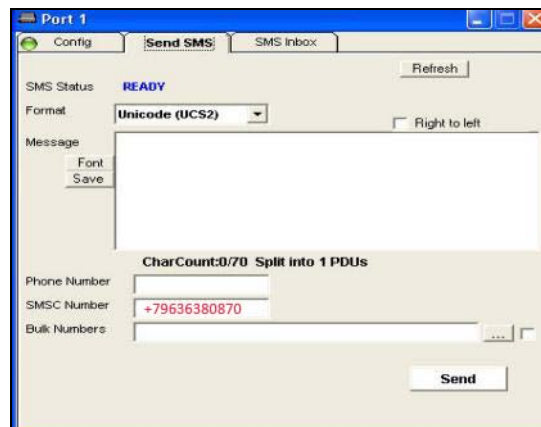 Port 1
Config Send SMS SMS Inbox
Refresh
SMS Status READY
Format Unicode (UCS2)
Right to left
Message
Font
Save
CharCount:0/70 Split into 1 PDUs
Phone Number
SMSC Number +79636380870
Bulk Numbers ...
Send